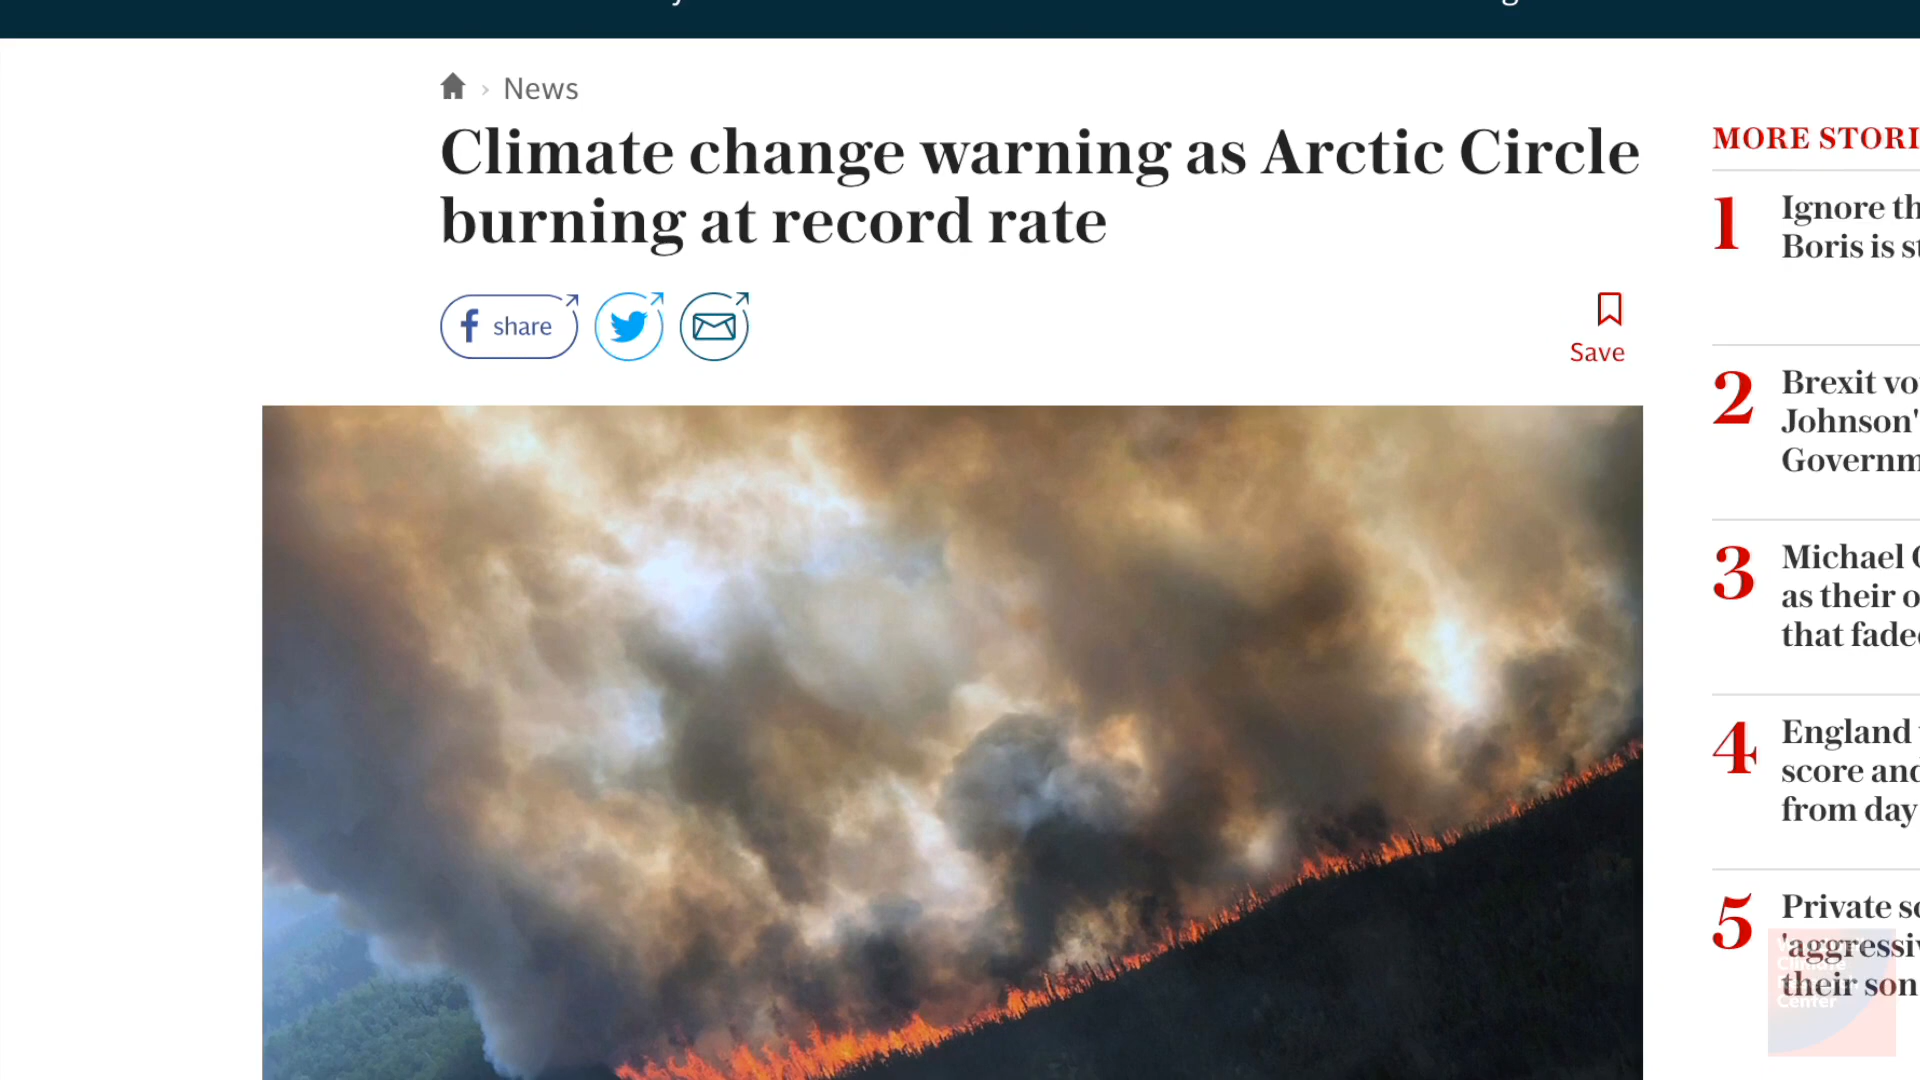 News
Climate change warning as Arctic Circle
burning at record rate
share
Save
MORE STORI
1
Ignore th
Boris is s
2
Brexit vo
Johnson'
Governm
3
Michael
as their o
that fade
4
England
score and
from day
5
Private s
'aggressiv
their son
Climate
Center